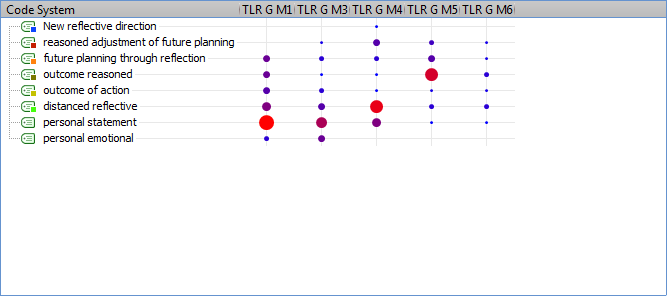 Code System TLR G M1 TLR G M3 TLR G M4 TLR G M5 TLR G M6
New reflective direction
reasoned adjustment of future planning
future planning through reflection
outcome reasoned
outcome of action
distanced reflective
personal statement
personal emotional